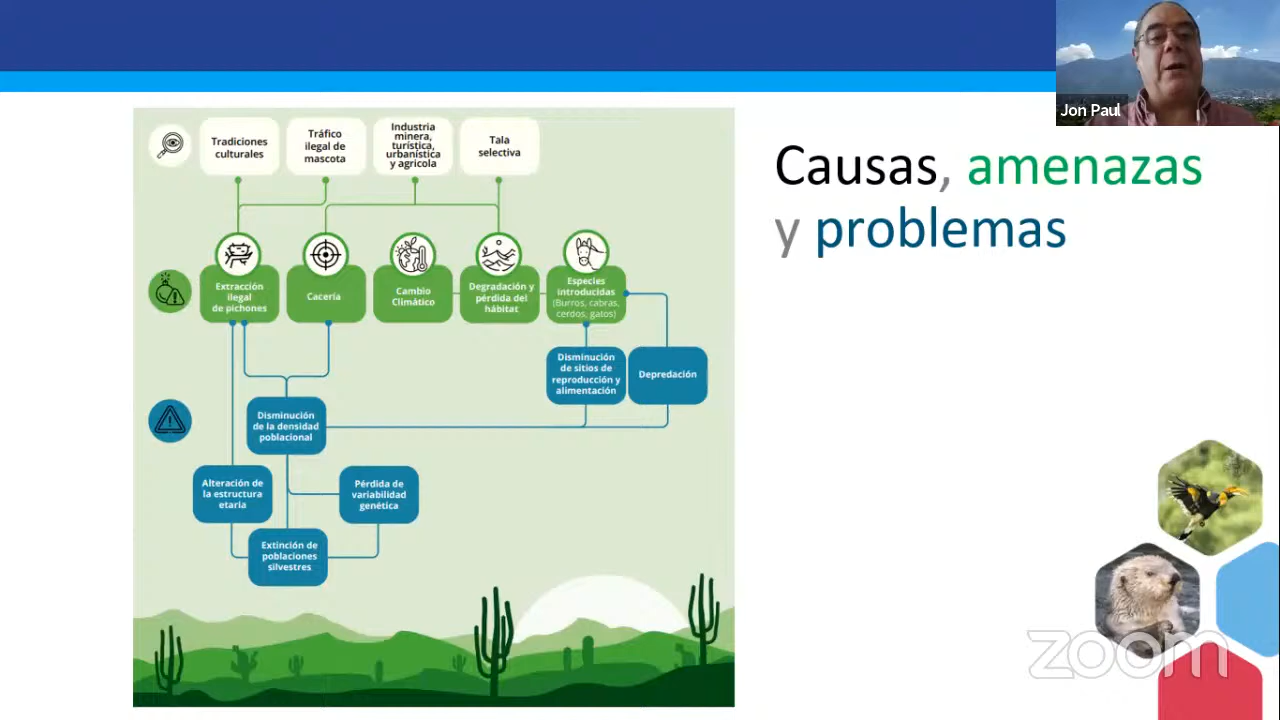 Jon Paul
Causas, amenazas
y problemas
Tradiciones
culturales
Tráfico
ilegal de
mascota
Industria
minera,
turística,
urbanística
y agrícola
Tala
selectiva
Extracción
ilegal
de pichones
Cacería
Cambio
Climático
Degradación y
pérdida del
hábitat
Especies
introducidas
(Burros, cabras,
cerdos, gatos)
Disminución
de sitios de
reproducción y
alimentación
Depredación
Disminución
de la densidad
poblacional
Alteración de
la estructura
etaria
Pérdida de
variabilidad
genética
Extinción de
poblaciones
silvestres
zoom